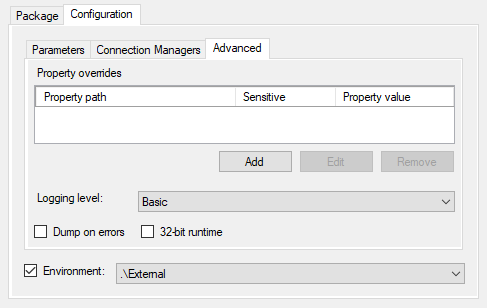 Package Configuration
Parameters Connection Managers Advanced
Property overrides
Property path Sensitive Property value
Add Edit Remove
Logging level: Basic
Dump on errors 32-bit runtime
Environment: .\External